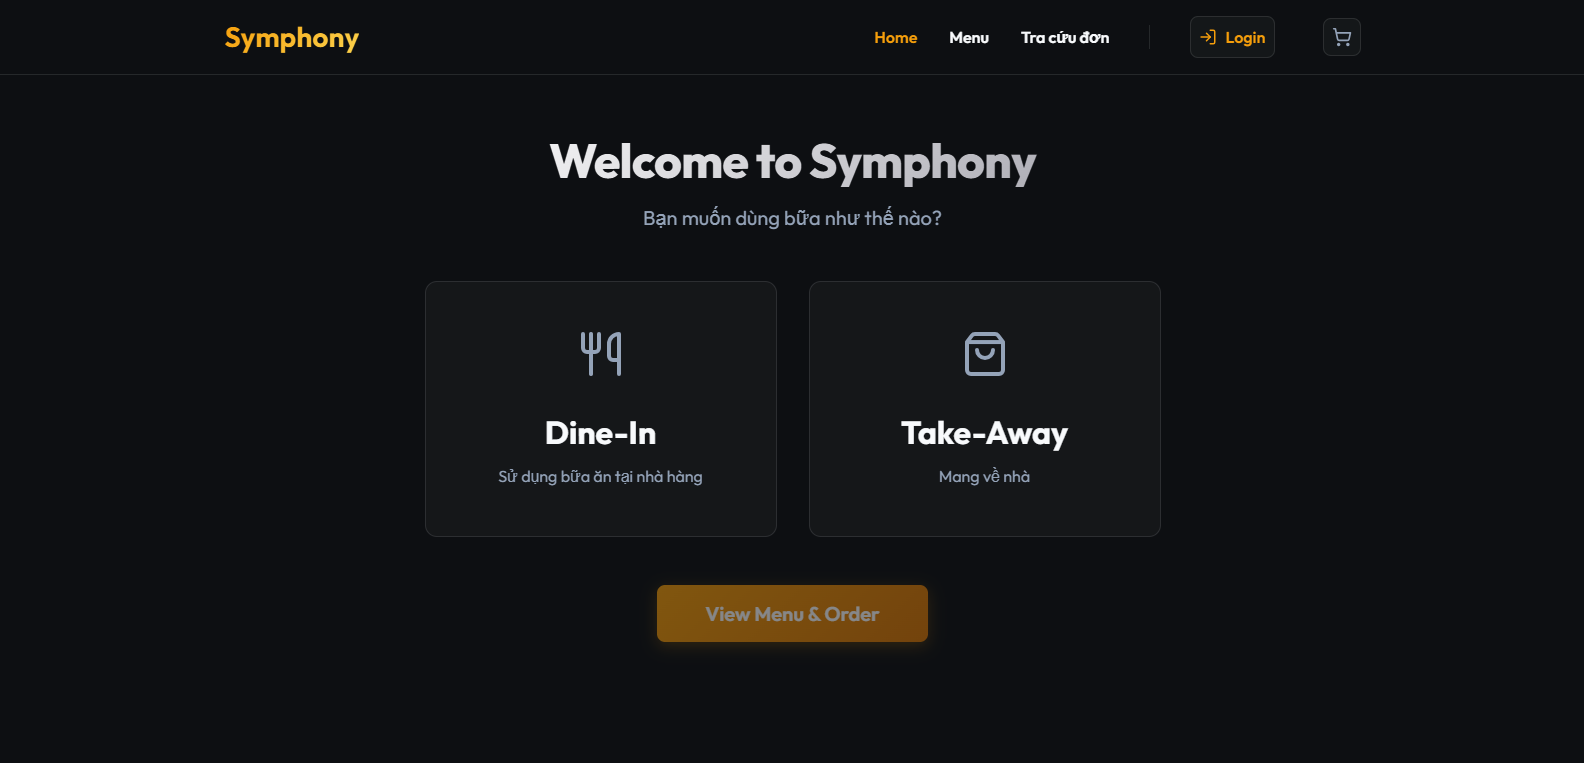 Symphony
Home
Menu
Tra cứu đơn
Login
Welcome to Symphony
Bạn muốn dùng bữa như thế nào?
Dine-In
Sử dụng bữa ăn tại nhà hàng
Take-Away
Mang về nhà
View Menu & Order